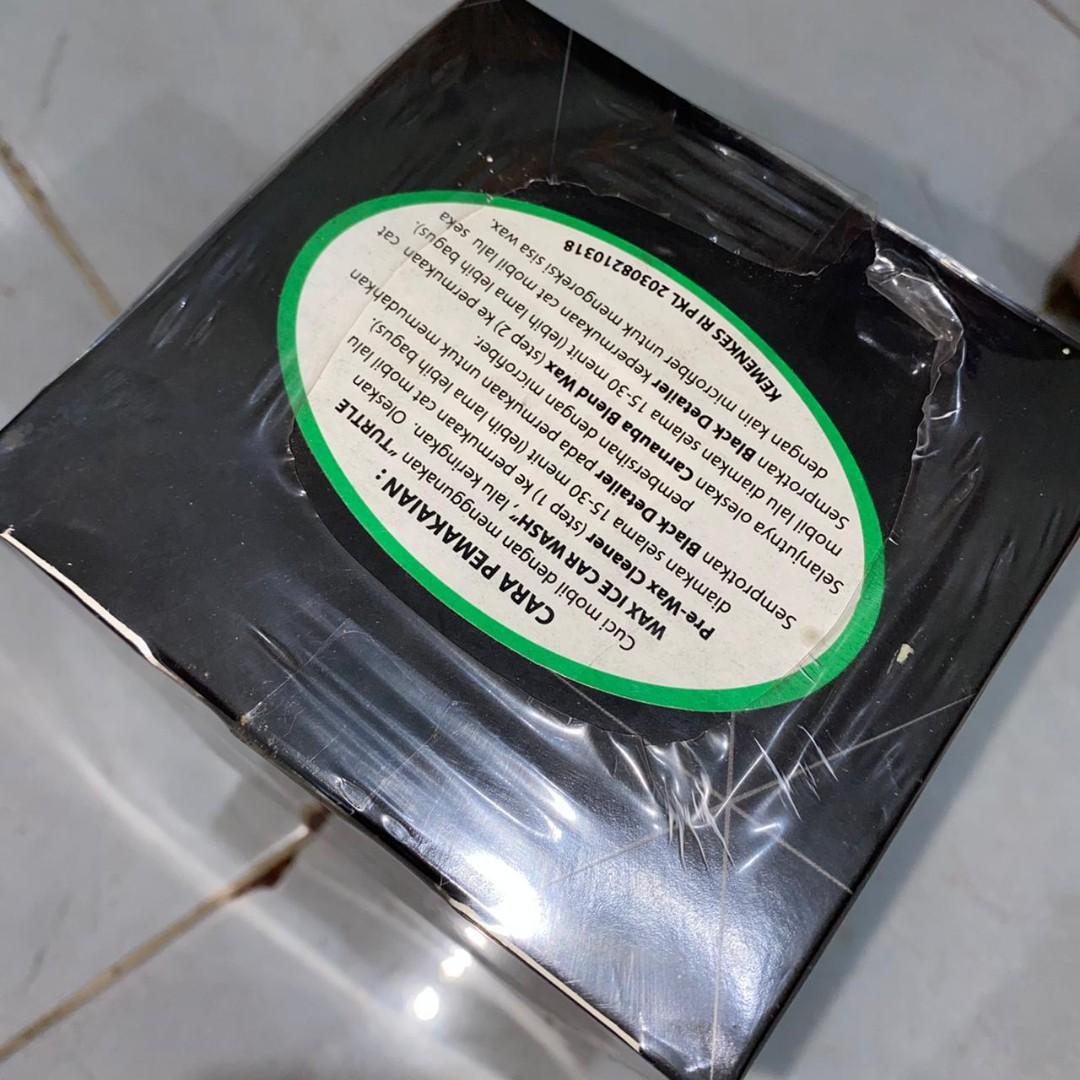 CARA PEMAKAIAN :
Cuci mobil dengan menggunakan "TURTLE
WAX ICE CAR WASH", lalu keringkan. Oleskan
Pre-Wax Cleaner (step 1) ke permukaan cat mobil lalu
diamkan selama 15-30 menit (lebih lama lebih bagus).
Semprotkan Black Detailer pada permukaan untuk memudahkan
pembersihan dengan microfiber.
Selanjutnya oleskan Carnauba Blend Wax (step 2) ke permukaan cat
mobil lalu diamkan selama 15-30 menit (lebih lama lebih bagus).
Semprotkan Black Detailer kepermukaan cat mobil lalu seka
dengan kain microfiber untuk mengoreksi sisa wax.
KEMENKES RI PKL 20308210318